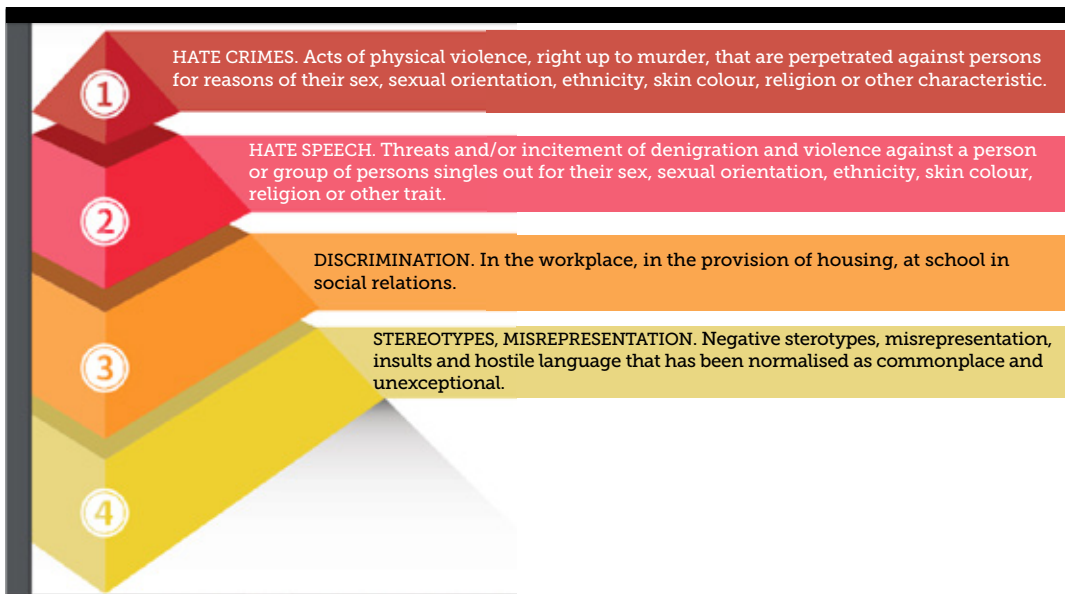 1
HATE CRIMES. Acts of physical violence, right up to murder, that are perpetrated against persons
for reasons of their sex, sexual orientation, ethnicity, skin colour, religion or other characteristic.
2
HATE SPEECH. Threats and/or incitement of denigration and violence against a person
or group of persons singles out for their sex, sexual orientation, ethnicity, skin colour,
religion or other trait.
3
DISCRIMINATION. In the workplace, in the provision of housing, at school in
social relations.
4
STEREOTYPES, MISREPRESENTATION. Negative sterotypes, misrepresentation,
insults and hostile language that has been normalised as commonplace and
unexceptional.